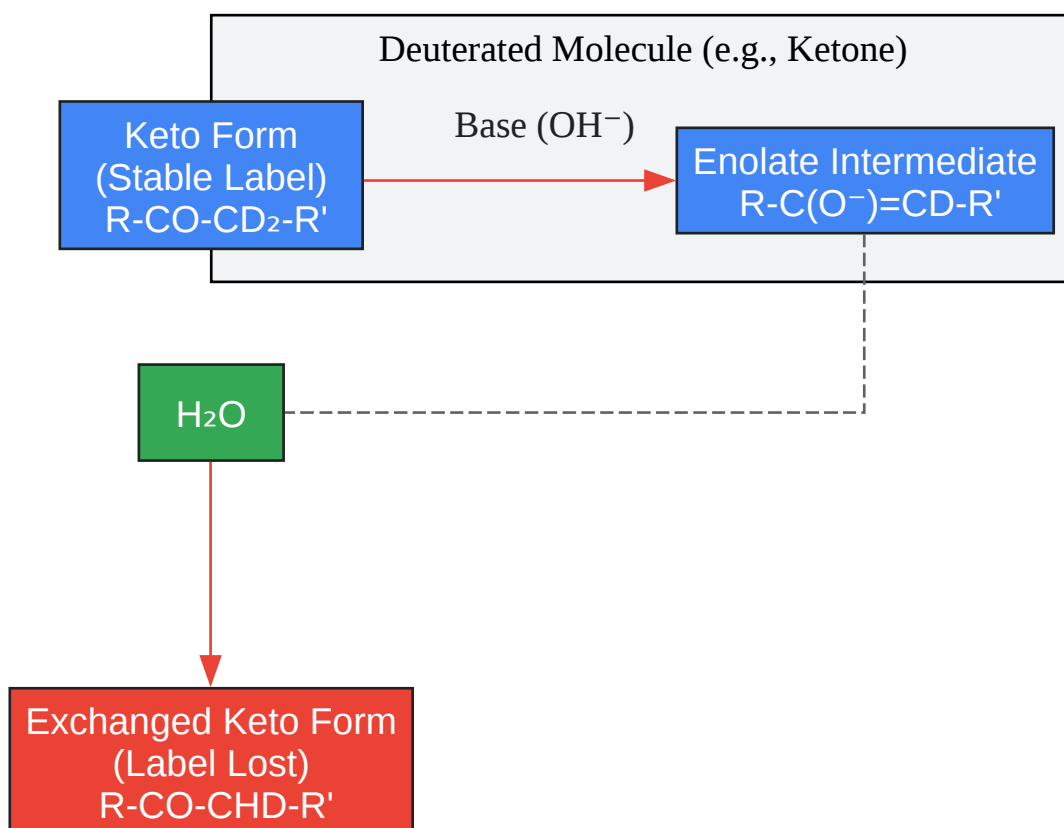 Deuterated Molecule (e.g., Ketone)
Keto Form
(Stable Label)
R-CO-CD₂-R'
Base (OH⁻)
Enolate Intermediate
R-C(O⁻)=CD-R'
H₂O
Exchanged Keto Form
(Label Lost)
R-CO-CHD-R'